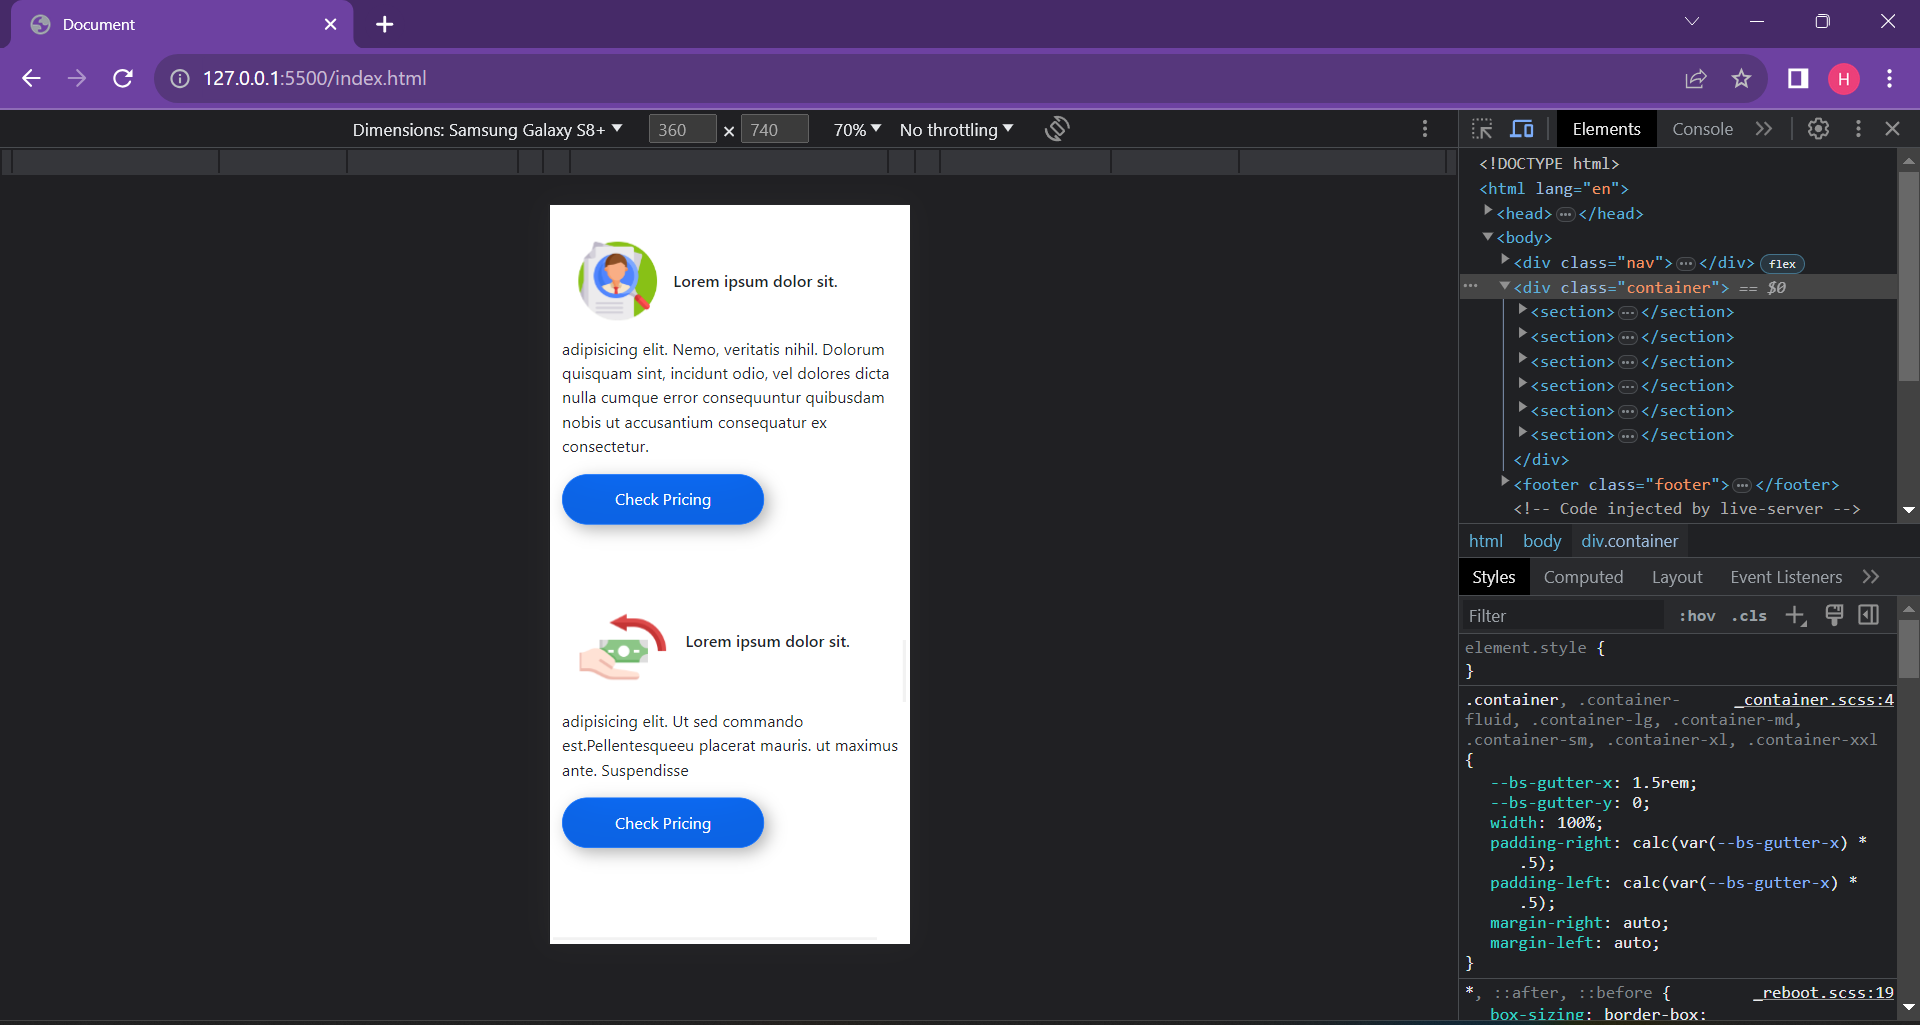 Document
127.0.0.1:5500/index.html
H
Dimensions: Samsung Galaxy S8+ 360 × 740 70% No throttling
Elements Console
<!DOCTYPE html>
<html lang="en">
<head> ⋯ </head>
<body>
<div class="nav"> ⋯ </div> flex
⋯ <div class="container"> == $0
<section> ⋯ </section>
<section> ⋯ </section>
<section> ⋯ </section>
<section> ⋯ </section>
<section> ⋯ </section>
<section> ⋯ </section>
</div>
<footer class="footer"> ⋯ </footer>
<!-- Code injected by live-server -->
html body div.container
Styles Computed Layout Event Listeners
Filter :hov .cls
element.style {
}
.container, .container- _container.scss:4
fluid, .container-lg, .container-md,
.container-sm, .container-xl, .container-xxl
{
--bs-gutter-x: 1.5rem;
--bs-gutter-y: 0;
width: 100%;
padding-right: calc(var(--bs-gutter-x) *
.5);
padding-left: calc(var(--bs-gutter-x) *
.5);
margin-right: auto;
margin-left: auto;
}
*, ::after, ::before { _reboot.scss:19
box-sizing: border-box;
Lorem ipsum dolor sit.
adipisicing elit. Nemo, veritatis nihil. Dolorum
quisquam sint, incidunt odio, vel dolores dicta
nulla cumque error consequuntur quibusdam
nobis ut accusantium consequatur ex
consectetur.
Check Pricing
Lorem ipsum dolor sit.
adipisicing elit. Ut sed commando
est.Pellentesqueeu placerat mauris. ut maximus
ante. Suspendisse
Check Pricing